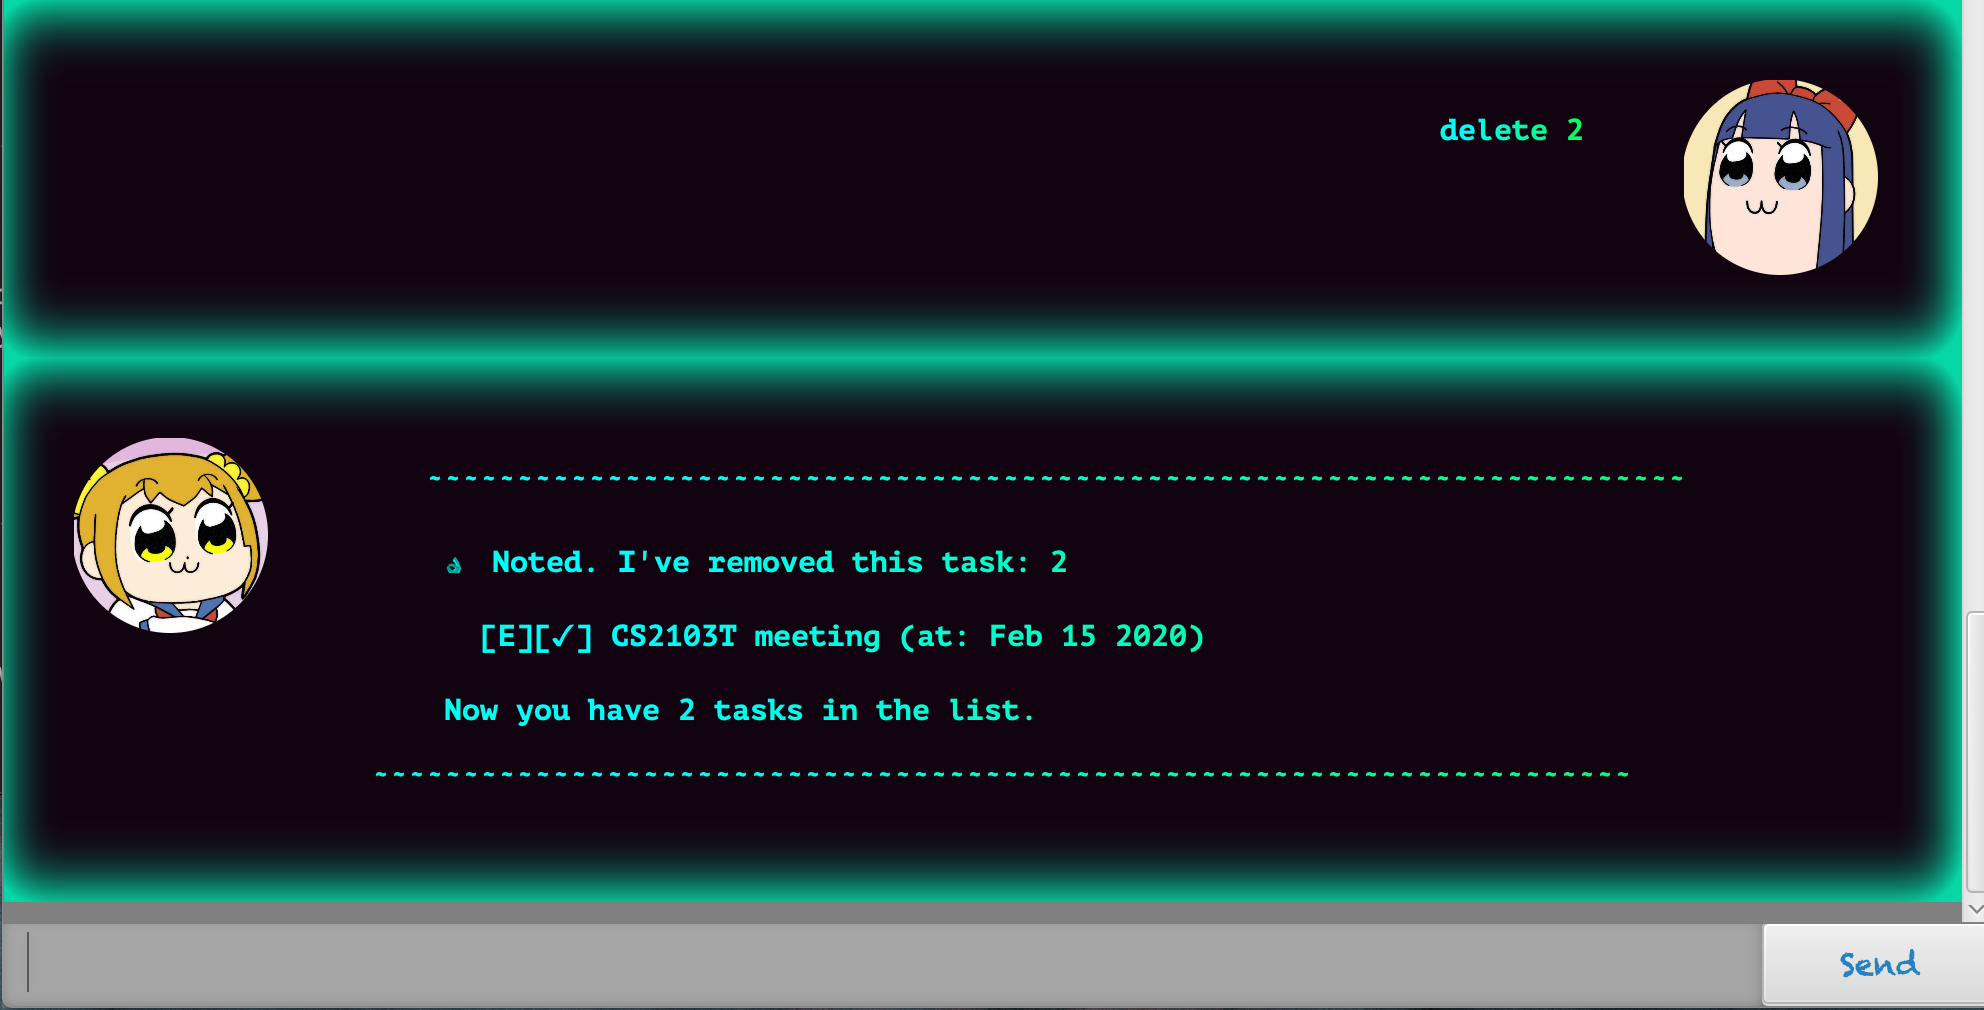 delete 2
~~~~~~~~~~~~~~~~~~~~~~~~~~~~~~~~~~~~~~~~~~~~~~~~~~~~~~~~~~~~~~~~~~~~~~
👌 Noted. I've removed this task: 2
[E][✓] CS2103T meeting (at: Feb 15 2020)
Now you have 2 tasks in the list.
~~~~~~~~~~~~~~~~~~~~~~~~~~~~~~~~~~~~~~~~~~~~~~~~~~~~~~~~~~~~~~~~~~~~~~
Send